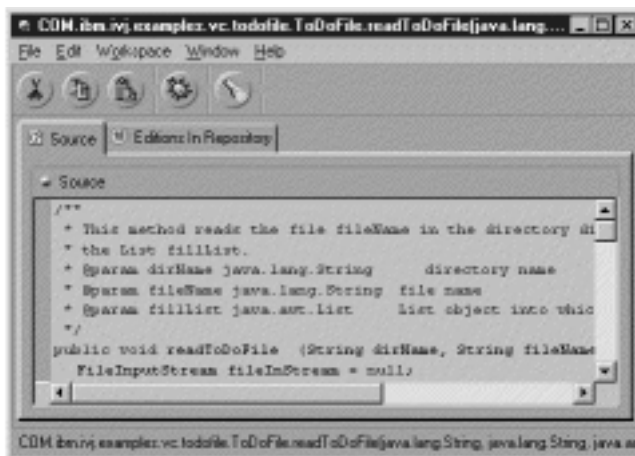 COM.ibm.ivj.examples.vc.todofile.ToDoFile.readToDoFile(java.lang....
File Edit Workspace Window Help
Source Editions In Repository
Source
/**
* This method reads the file fileName in the directory di
* the List fillList.
* @param dirName java.lang.String directory name
* @param fileName java.lang.String file name
* @param fillList java.awt.List List object into whic
*/
public void readToDoFile (String dirName, String fileName
FileInputStream fileInStream = null;
COM.ibm.ivj.examples.vc.todofile.ToDoFile.readToDoFile(java.lang.String, java.lang.String, java.aw